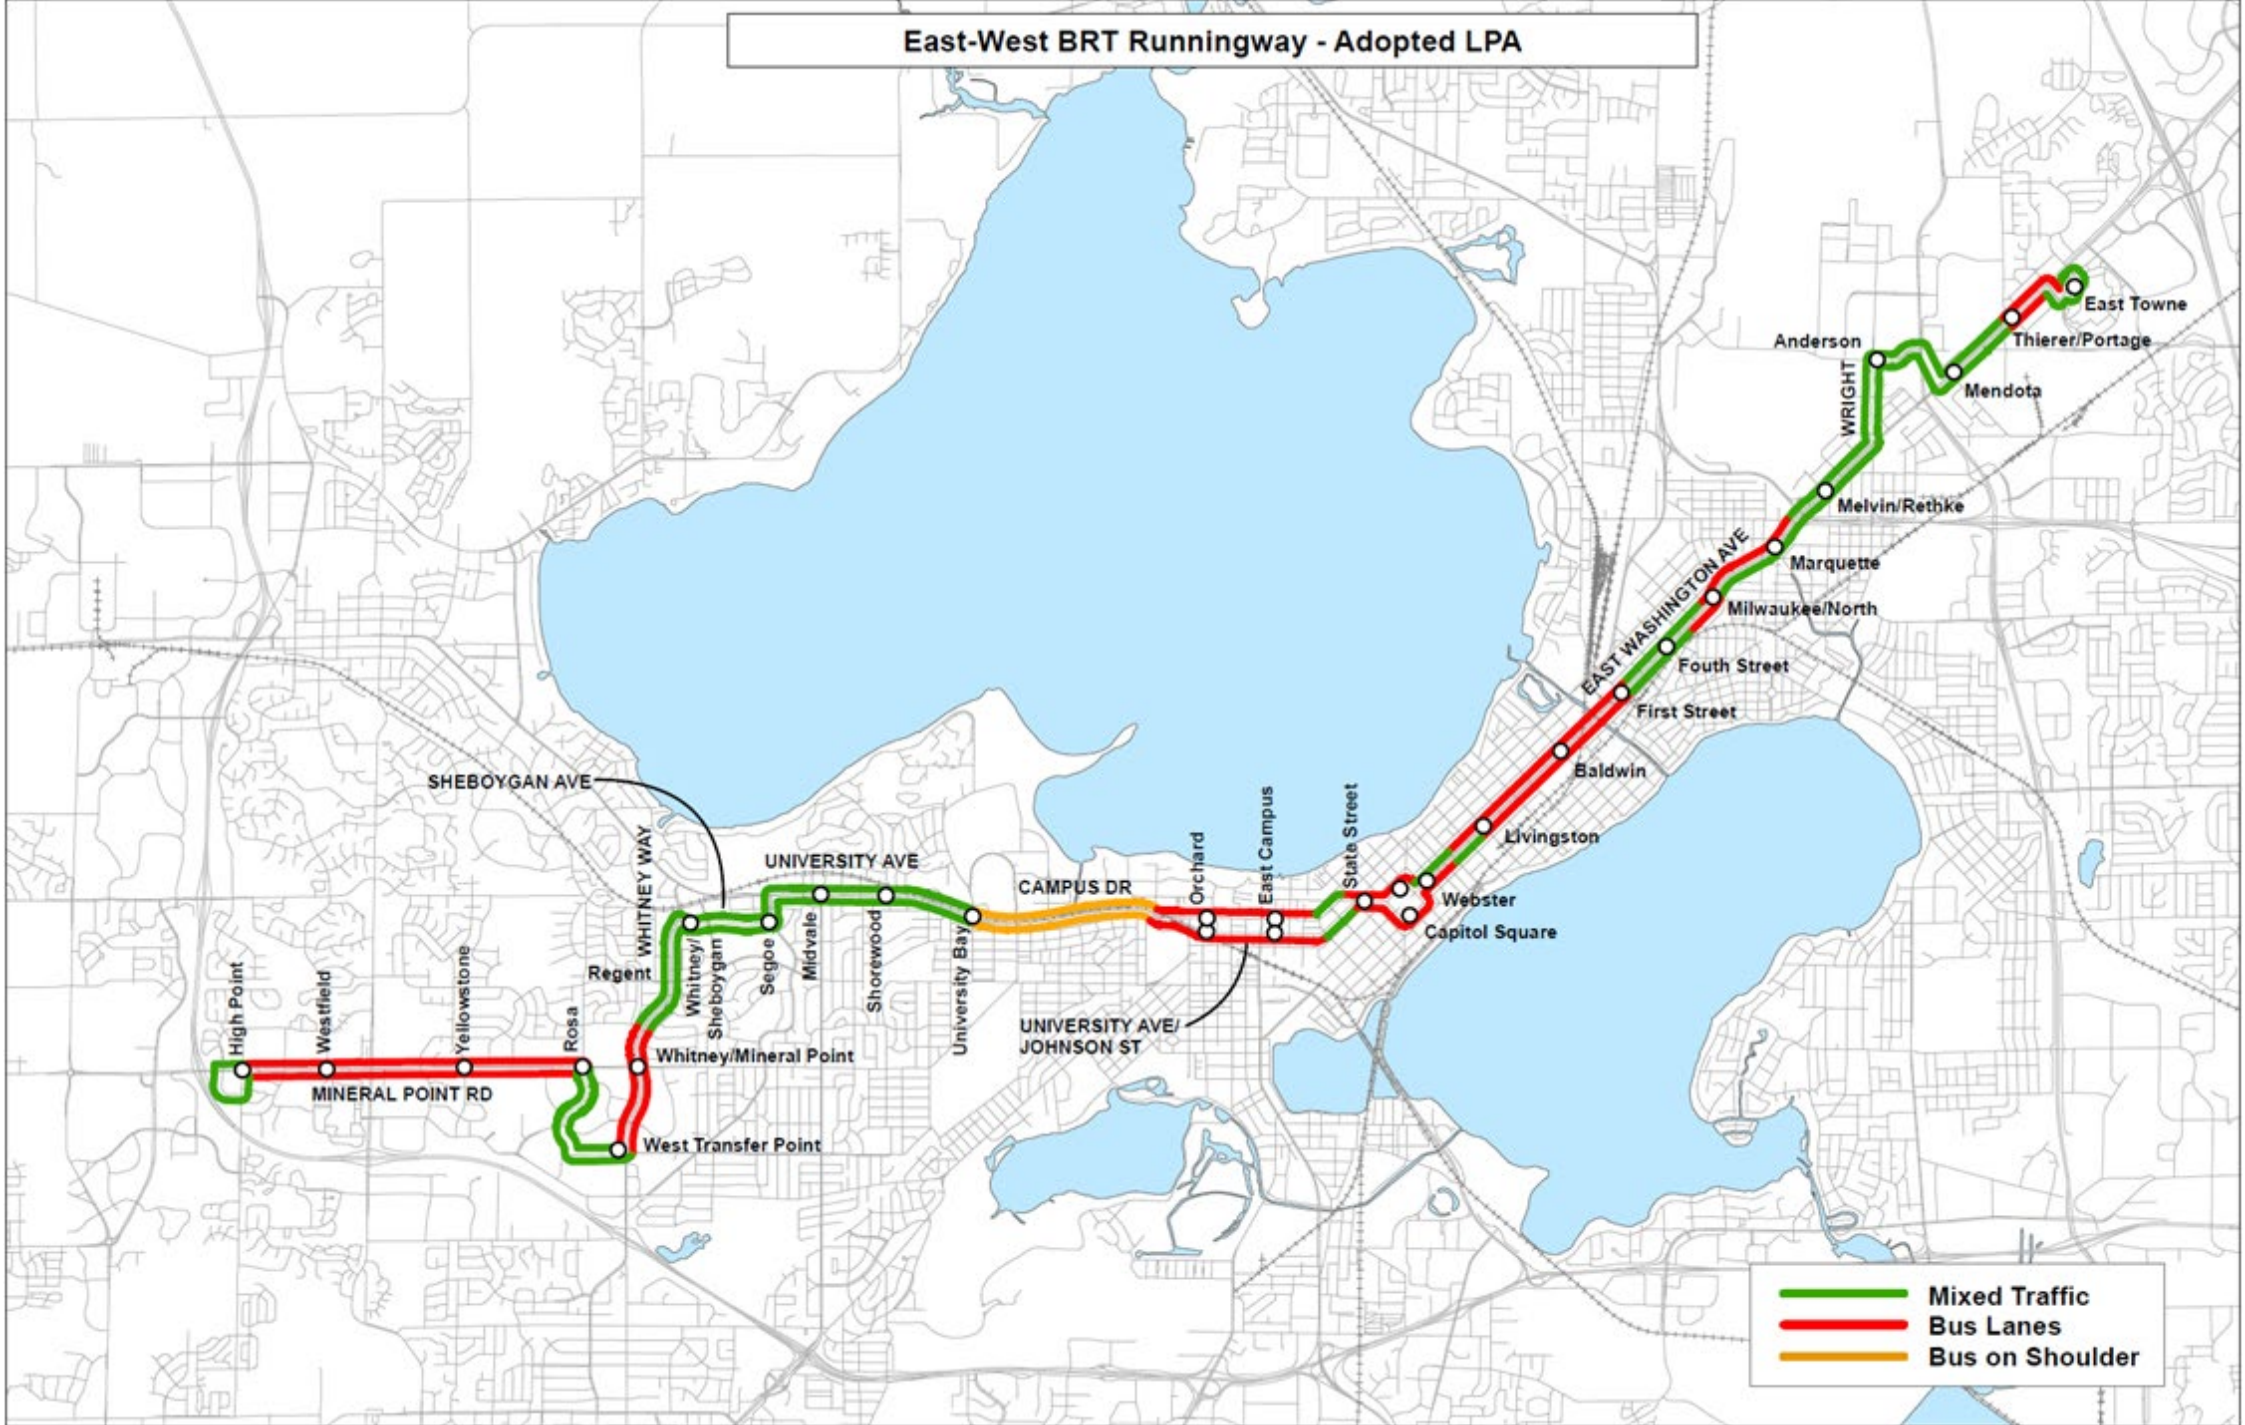 East-West BRT Runningway - Adopted LPA
East Towne
Thierer/Portage
Anderson
Mendota
WRIGHT
Melvin/Rethke
EAST WASHINGTON AVE
Marquette
Milwaukee/North
Fouth Street
First Street
Baldwin
Livingston
SHEBOYGAN AVE
State Street
East Campus
Orchard
WHITNEY WAY
UNIVERSITY AVE
CAMPUS DR
Webster
Capitol Square
Regent
Whitney/
Sheboygan
Segoe
Midvale
Shorewood
University Bay
High Point
Westfield
Yellowstone
Rosa
UNIVERSITY AVE/
JOHNSON ST
Whitney/Mineral Point
MINERAL POINT RD
West Transfer Point
Mixed Traffic
Bus Lanes
Bus on Shoulder